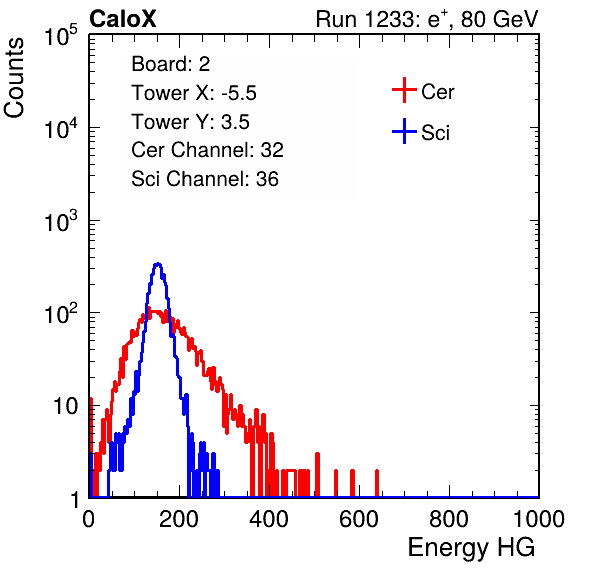 CaloX Run 1233: e⁺, 80 GeV
Counts
Board: 2
Tower X: -5.5
Tower Y: 3.5
Cer Channel: 32
Sci Channel: 36
Cer
Sci
10⁵
10⁴
10³
10²
10
1
0 200 400 600 800 1000
Energy HG